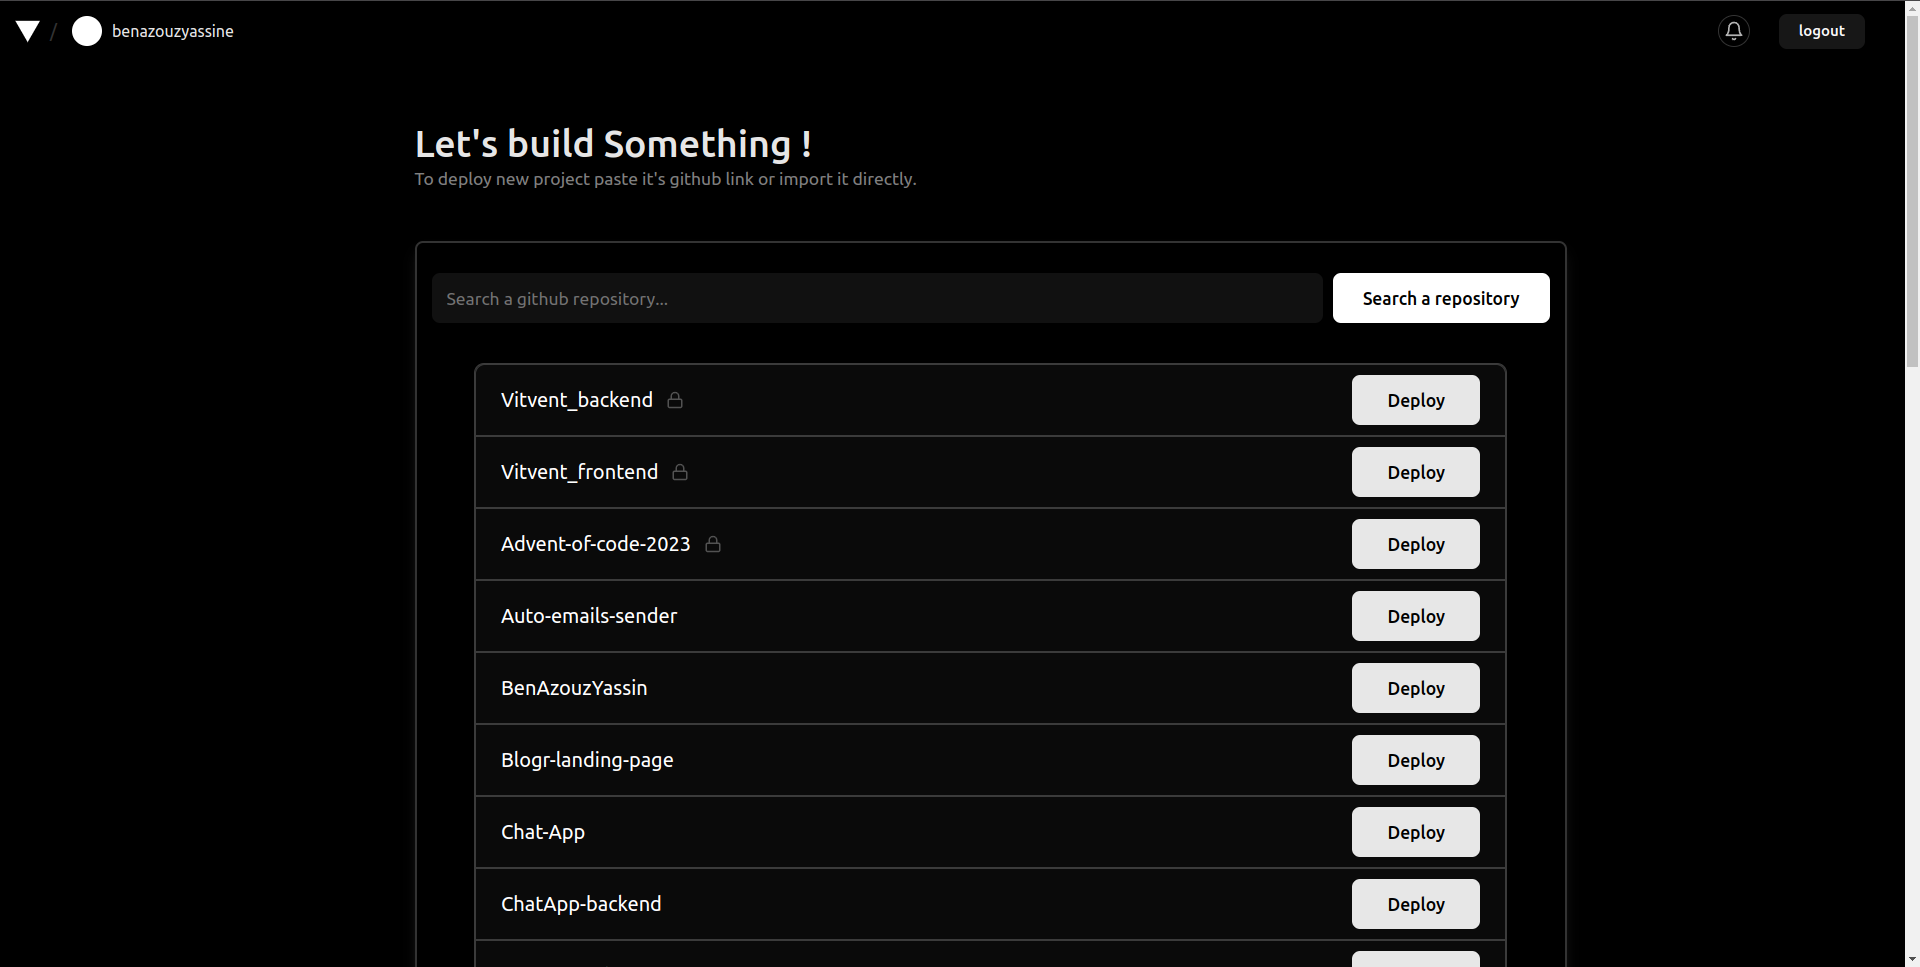 / benazouzyassine
logout
Let's build Something !
To deploy new project paste it's github link or import it directly.
Search a github repository...
Search a repository
Vitvent_backend
Deploy
Vitvent_frontend
Deploy
Advent-of-code-2023
Deploy
Auto-emails-sender
Deploy
BenAzouzYassin
Deploy
Blogr-landing-page
Deploy
Chat-App
Deploy
ChatApp-backend
Deploy